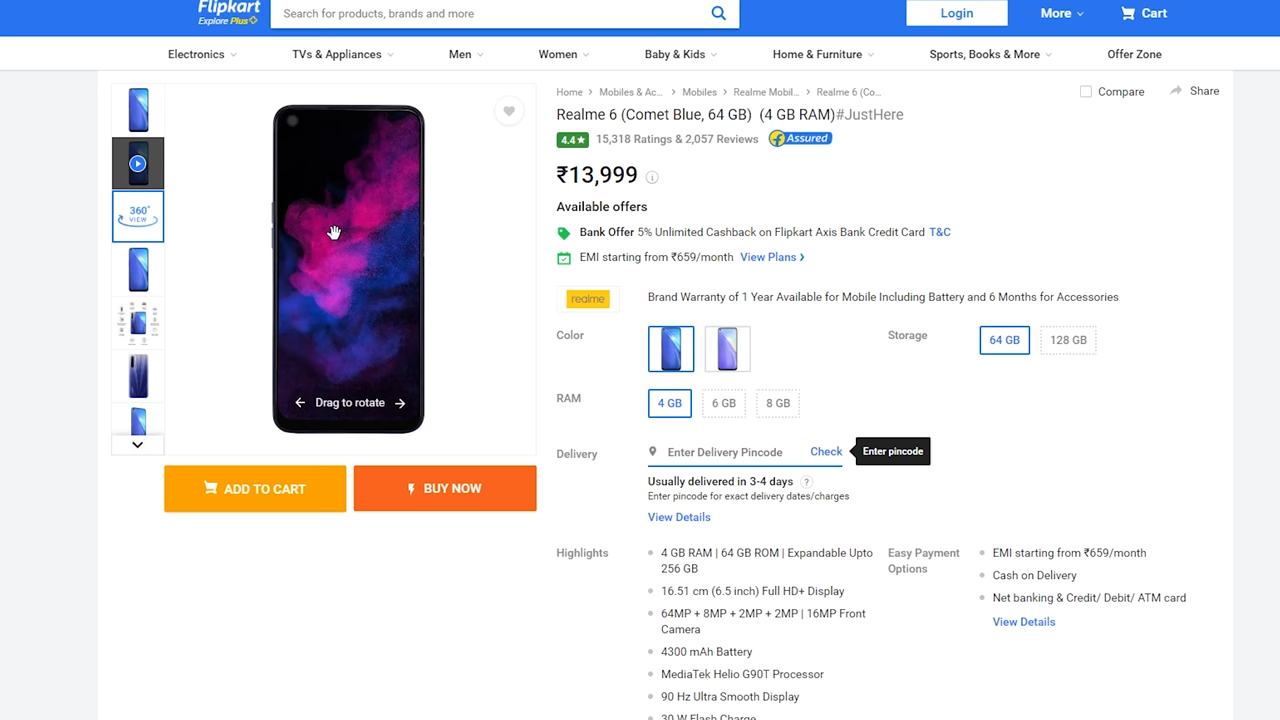 Flipkart
Explore Plus
Search for products, brands and more
Login
More
Cart
Electronics
TVs & Appliances
Men
Women
Baby & Kids
Home & Furniture
Sports, Books & More
Offer Zone
360°
VIEW
Drag to rotate
ADD TO CART
BUY NOW
Home > Mobiles & Ac... > Mobiles > Realme Mobil... > Realme 6 (Co...
Compare
Share
Realme 6 (Comet Blue, 64 GB) (4 GB RAM)#JustHere
4.4★ 15,318 Ratings & 2,057 Reviews Assured
₹13,999
Available offers
Bank Offer 5% Unlimited Cashback on Flipkart Axis Bank Credit Card T&C
EMI starting from ₹659/month View Plans >
realme
Brand Warranty of 1 Year Available for Mobile Including Battery and 6 Months for Accessories
Color
Storage
64 GB
128 GB
RAM
4 GB
6 GB
8 GB
Delivery
Enter Delivery Pincode
Check
Enter pincode
Usually delivered in 3-4 days ?
Enter pincode for exact delivery dates/charges
View Details
Highlights
4 GB RAM | 64 GB ROM | Expandable Upto
256 GB
16.51 cm (6.5 inch) Full HD+ Display
64MP + 8MP + 2MP + 2MP | 16MP Front
Camera
4300 mAh Battery
MediaTek Helio G90T Processor
90 Hz Ultra Smooth Display
30 W Flash Charge
Easy Payment
Options
EMI starting from ₹659/month
Cash on Delivery
Net banking & Credit/ Debit/ ATM card
View Details